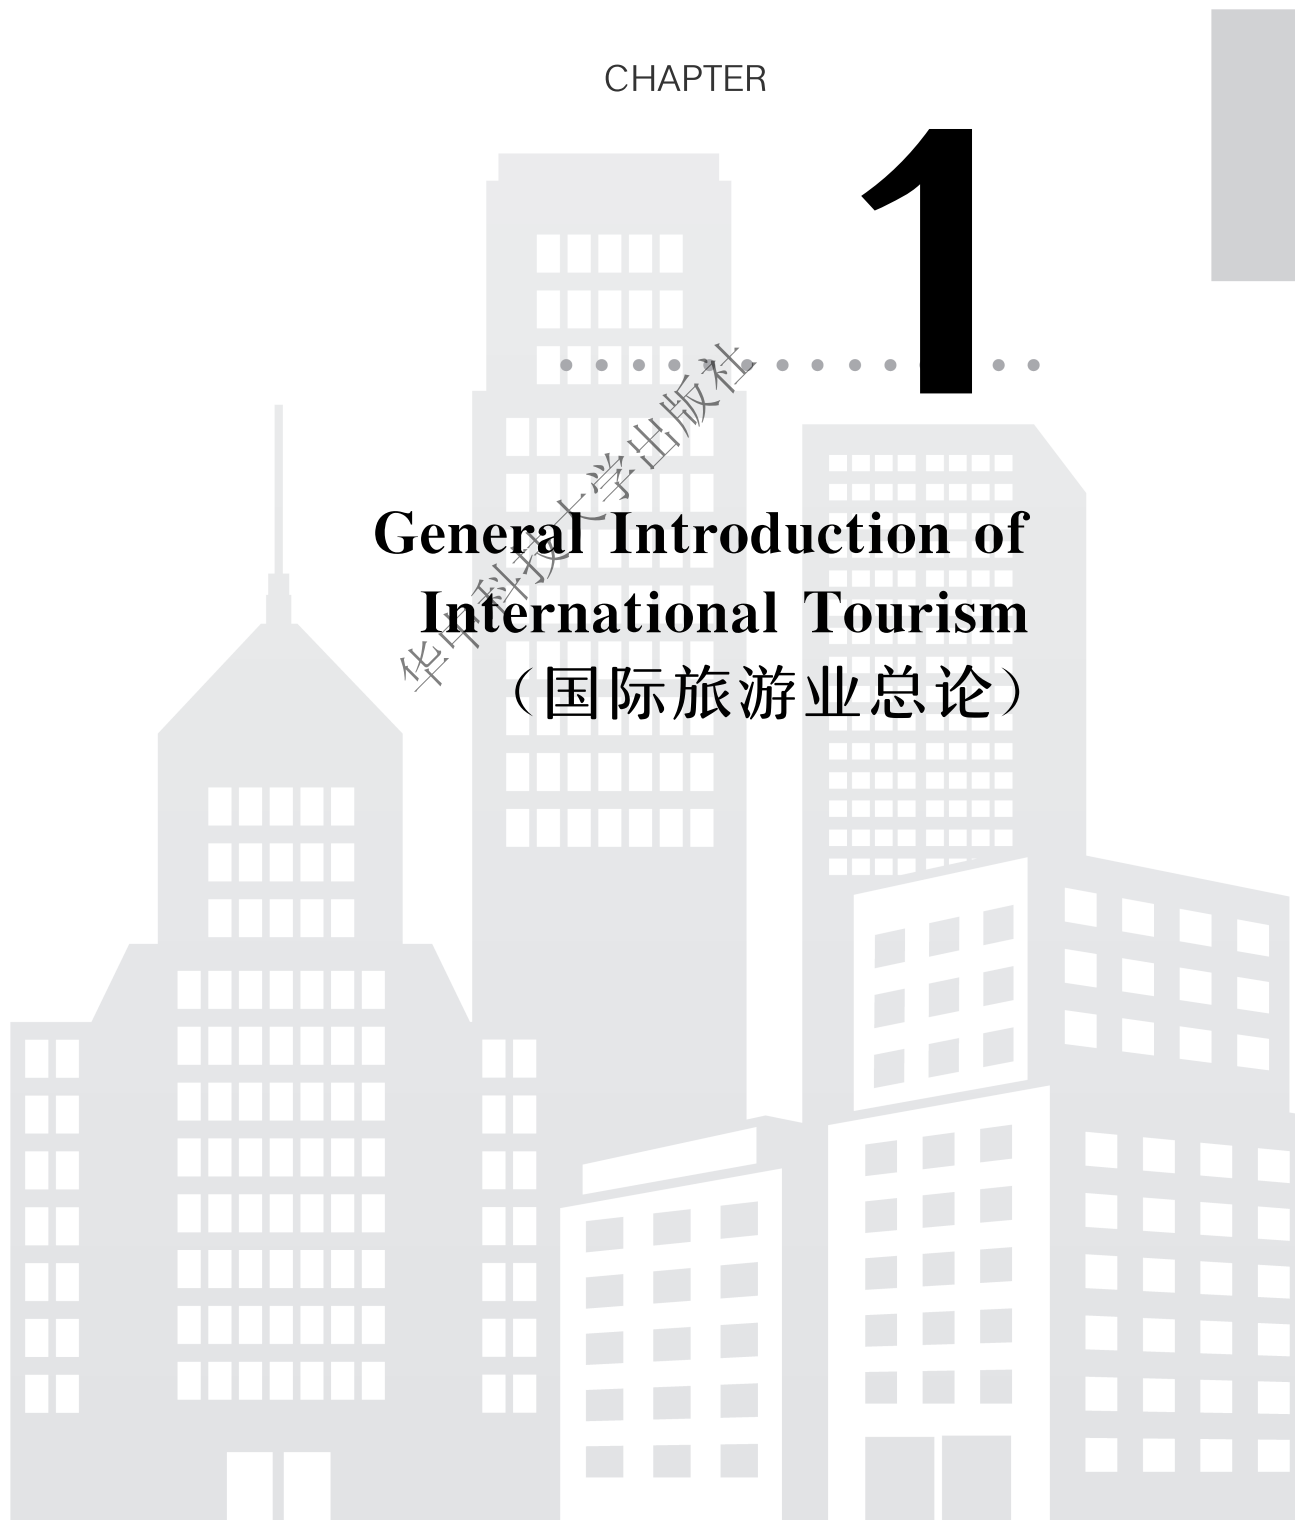 CHAPTER
1
General Introduction of
International Tourism
（国际旅游业总论）
华中科技大学出版社